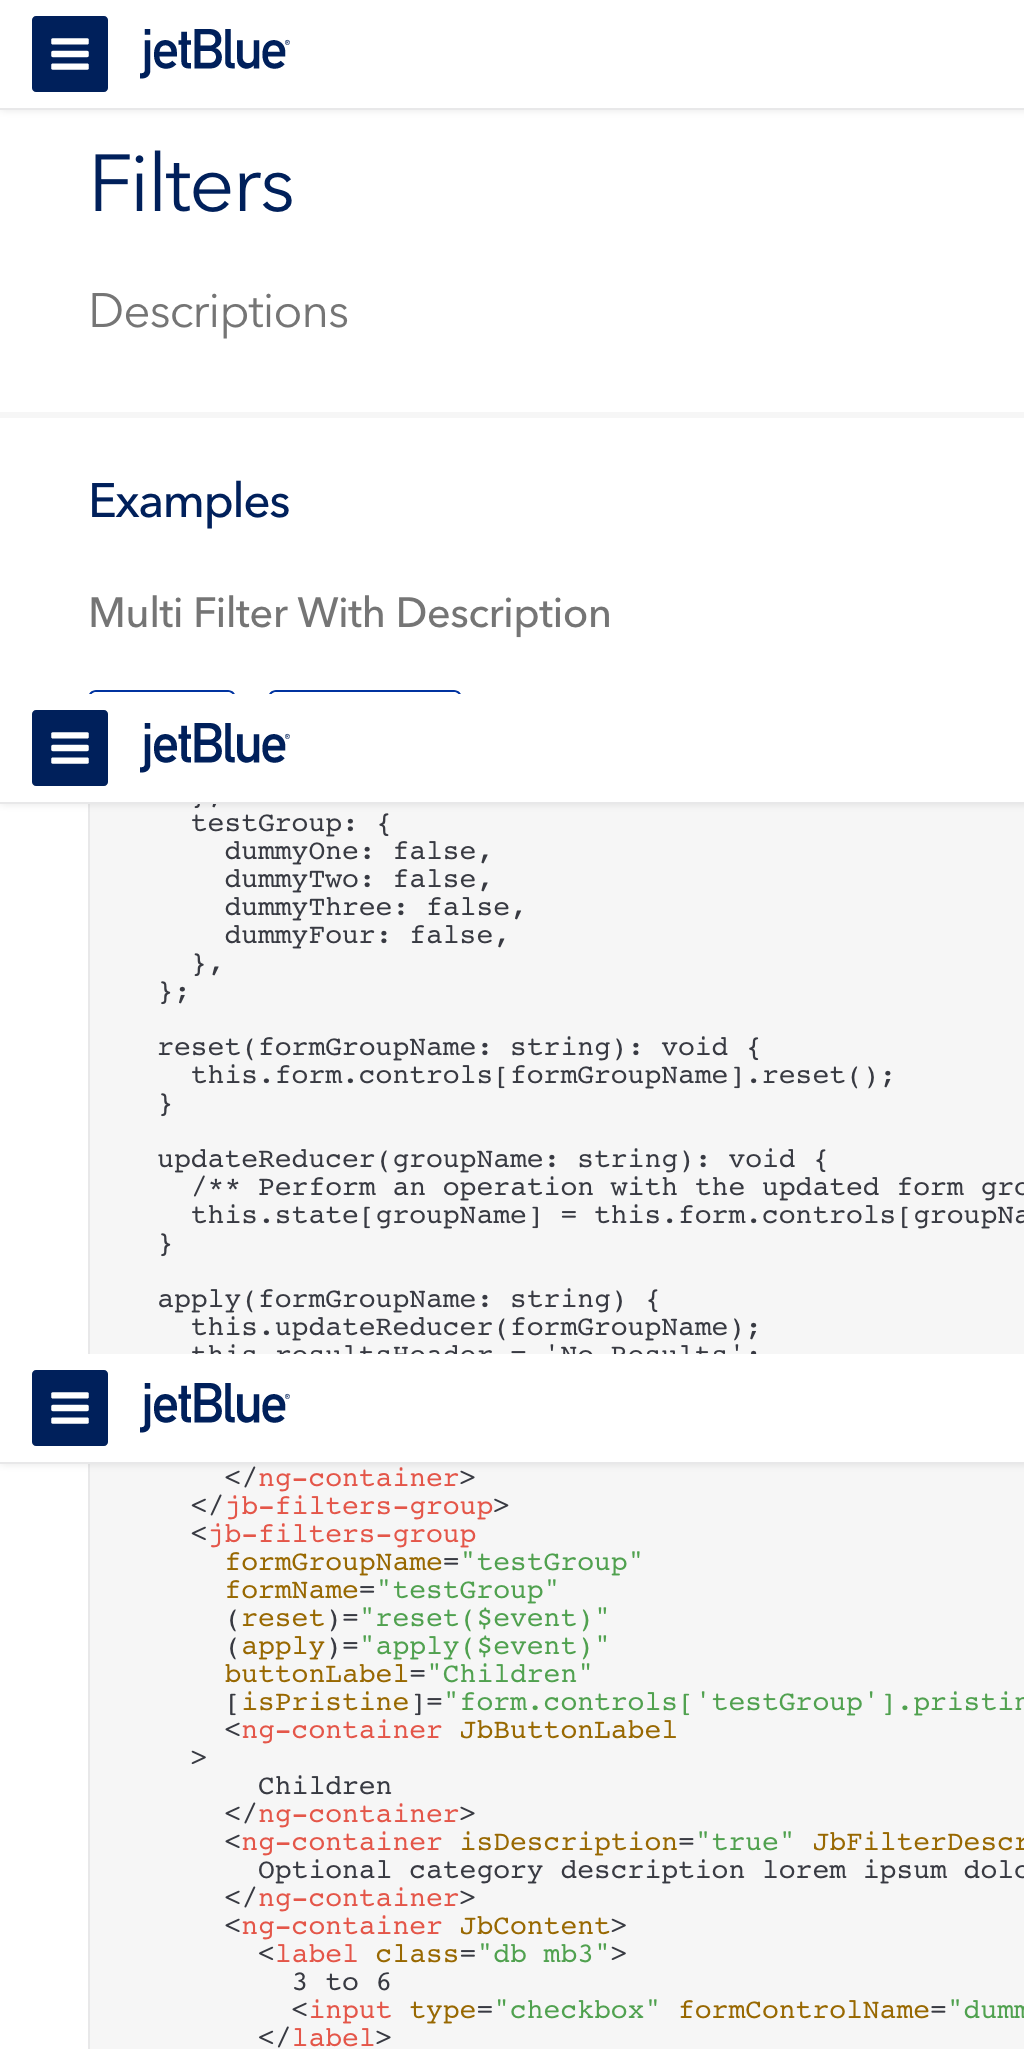 jetBlue
Filters
Descriptions
Examples
Multi Filter With Description
jetBlue
testGroup: {
dummyOne: false,
dummyTwo: false,
dummyThree: false,
dummyFour: false,
},
};
reset(formGroupName: string): void {
this.form.controls[formGroupName].reset();
}
updateReducer(groupName: string): void {
/** Perform an operation with the updated form gro
this.state[groupName] = this.form.controls[groupNa
}
apply(formGroupName: string) {
this.updateReducer(formGroupName);
this.resultsHeader = 'No Results';
jetBlue
</ng-container>
</jb-filters-group>
<jb-filters-group
formGroupName="testGroup"
formName="testGroup"
(reset)="reset($event)"
(apply)="apply($event)"
buttonLabel="Children"
[isPristine]="form.controls['testGroup'].pristin
<ng-container JbButtonLabel
>
Children
</ng-container>
<ng-container isDescription="true" JbFilterDescr
Optional category description lorem ipsum dolo
</ng-container>
<ng-container JbContent>
<label class="db mb3">
3 to 6
<input type="checkbox" formControlName="dumm
</label>